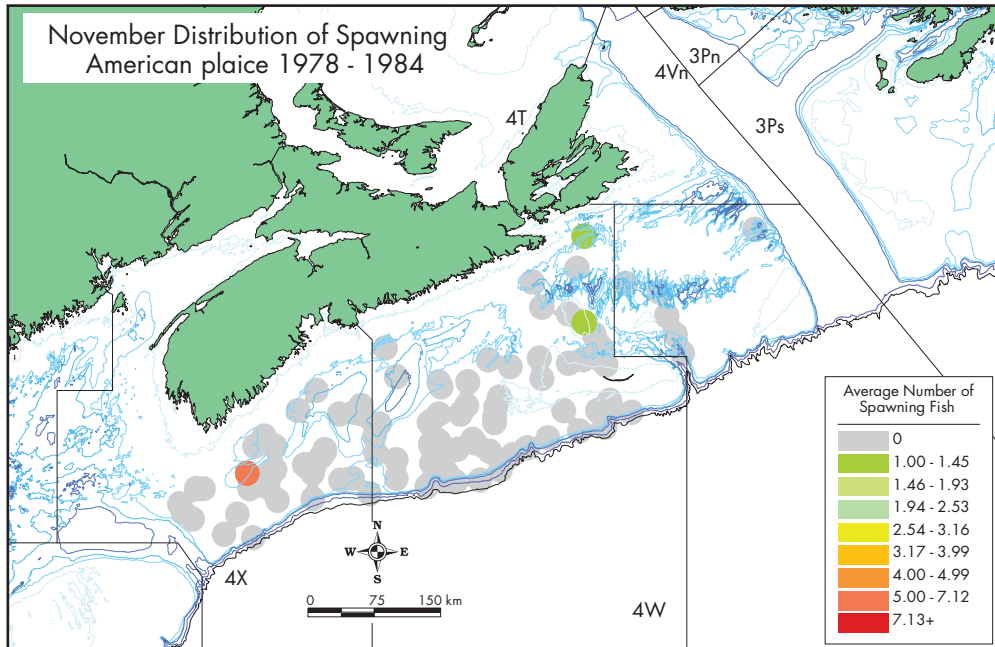 November Distribution of Spawning
American plaice 1978 - 1984
3Pn
4Vn
3Ps
4T
Average Number of
Spawning Fish
0
1.00 - 1.45
1.46 - 1.93
1.94 - 2.53
2.54 - 3.16
3.17 - 3.99
4.00 - 4.99
5.00 - 7.12
7.13+
N
W E
S
4X
0 75 150 km
4W